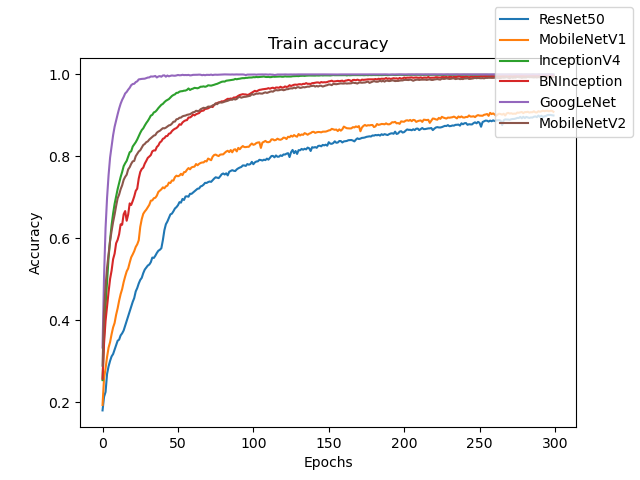 Train accuracy
ResNet50
MobileNetV1
InceptionV4
BNInception
GoogLeNet
MobileNetV2
Accuracy
1.0
0.8
0.6
0.4
0.2
0 50 100 150 200 250 300
Epochs